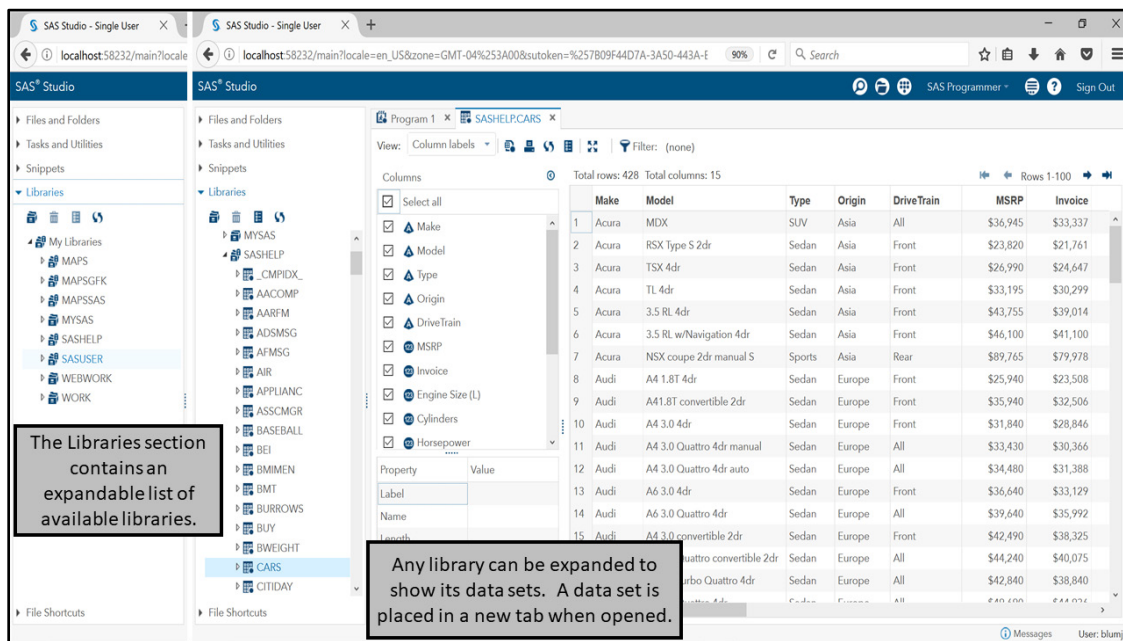 SAS Studio - Single User
SAS Studio - Single User
localhost:58232/main?locale
localhost:58232/main?locale=en_US&zone=GMT-04%253A00&sutoken=%257B09F44D7A-3A50-443A-E
90%
Search
SAS® Studio
SAS® Studio
SAS Programmer
Sign Out
Files and Folders
Tasks and Utilities
Snippets
Libraries
My Libraries
MAPS
MAPSGFK
MAPSSAS
MYSAS
SASHELP
SASUSER
WEBWORK
WORK
The Libraries section
contains an
expandable list of
available libraries.
File Shortcuts
Files and Folders
Tasks and Utilities
Snippets
Libraries
MYSAS
SASHELP
_CMPIDX_
AACOMP
AARFM
ADSMSG
AFMSG
AIR
APPLIANC
ASSCMGR
BASEBALL
BEI
BMIMEN
BMT
BURROWS
BUY
BWEIGHT
CARS
CITIDAY
File Shortcuts
Program 1
SASHELP.CARS
View: Column labels
Filter: (none)
Columns
Select all
Make
Model
Type
Origin
DriveTrain
MSRP
Invoice
Engine Size (L)
Cylinders
Horsepower
Property Value
Label
Name
Total rows: 428 Total columns: 15
Rows 1-100
Make Model Type Origin DriveTrain MSRP Invoice
1 Acura MDX SUV Asia All $36,945 $33,337
2 Acura RSX Type S 2dr Sedan Asia Front $23,820 $21,761
3 Acura TSX 4dr Sedan Asia Front $26,990 $24,647
4 Acura TL 4dr Sedan Asia Front $33,195 $30,299
5 Acura 3.5 RL 4dr Sedan Asia Front $43,755 $39,014
6 Acura 3.5 RL w/Navigation 4dr Sedan Asia Front $46,100 $41,100
7 Acura NSX coupe 2dr manual S Sports Asia Rear $89,765 $79,978
8 Audi A4 1.8T 4dr Sedan Europe Front $25,940 $23,508
9 Audi A41.8T convertible 2dr Sedan Europe Front $35,940 $32,506
10 Audi A4 3.0 4dr Sedan Europe Front $31,840 $28,846
11 Audi A4 3.0 Quattro 4dr manual Sedan Europe All $33,430 $30,366
12 Audi A4 3.0 Quattro 4dr auto Sedan Europe All $34,480 $31,388
13 Audi A6 3.0 4dr Sedan Europe Front $36,640 $33,129
14 Audi A6 3.0 Quattro 4dr Sedan Europe All $39,640 $35,992
15 Audi A4 3.0 convertible 2dr Sedan Europe Front $42,490 $38,325
convertible 2dr Sedan Europe All $44,240 $40,075
Quattro 4dr Sedan Europe All $42,840 $38,840
Any library can be expanded to
show its data sets. A data set is
placed in a new tab when opened.
Messages
User: blumj